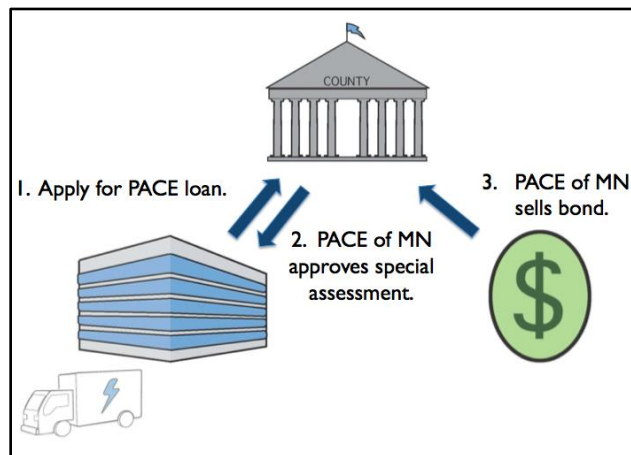 COUNTY
1. Apply for PACE loan.
3. PACE of MN
sells bond.
2. PACE of MN
approves special
assessment.
$